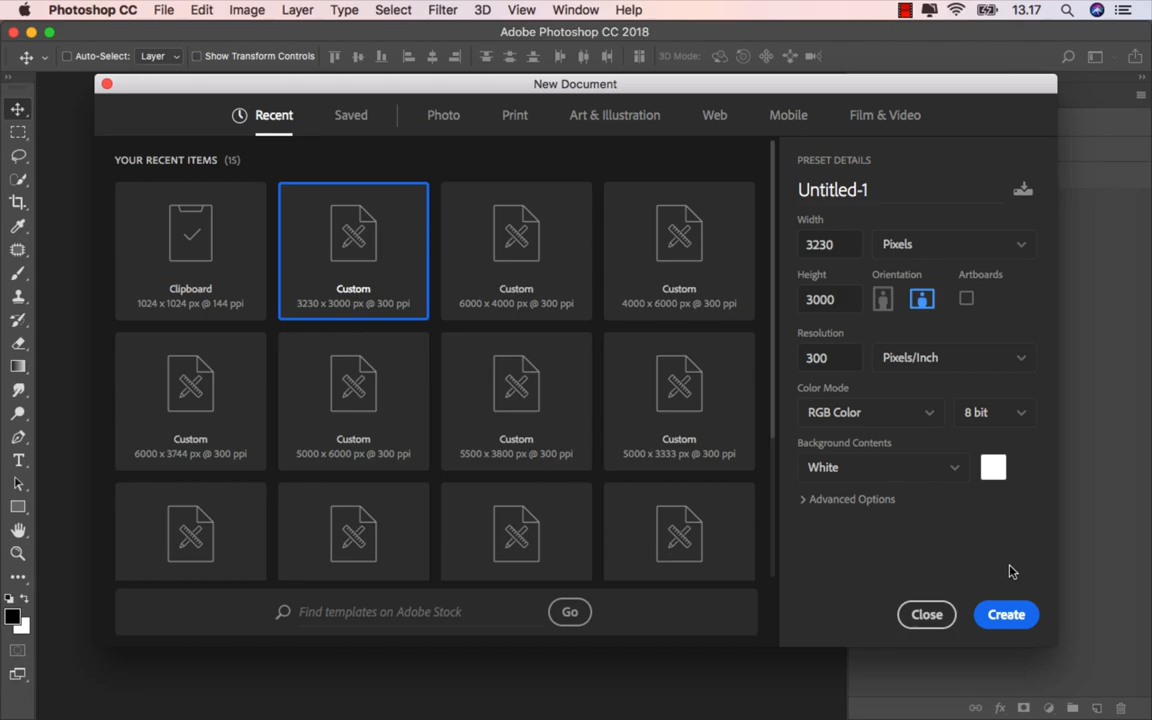 Photoshop CC File Edit Image Layer Type Select Filter 3D View Window Help 13.17
Adobe Photoshop CC 2018
Auto-Select: Layer Show Transform Controls 3D Mode:
New Document
Recent Saved Photo Print Art & Illustration Web Mobile Film & Video
YOUR RECENT ITEMS (15)
Clipboard
1024 x 1024 px @ 144 ppi
Custom
3230 x 3000 px @ 300 ppi
Custom
6000 x 4000 px @ 300 ppi
Custom
4000 x 6000 px @ 300 ppi
Custom
6000 x 3744 px @ 300 ppi
Custom
5000 x 6000 px @ 300 ppi
Custom
5500 x 3800 px @ 300 ppi
Custom
5000 x 3333 px @ 300 ppi
Find templates on Adobe Stock Go
PRESET DETAILS
Untitled-1
Width
3230 Pixels
Height Orientation Artboards
3000
Resolution
300 Pixels/Inch
Color Mode
RGB Color 8 bit
Background Contents
White
Advanced Options
Close Create
fx